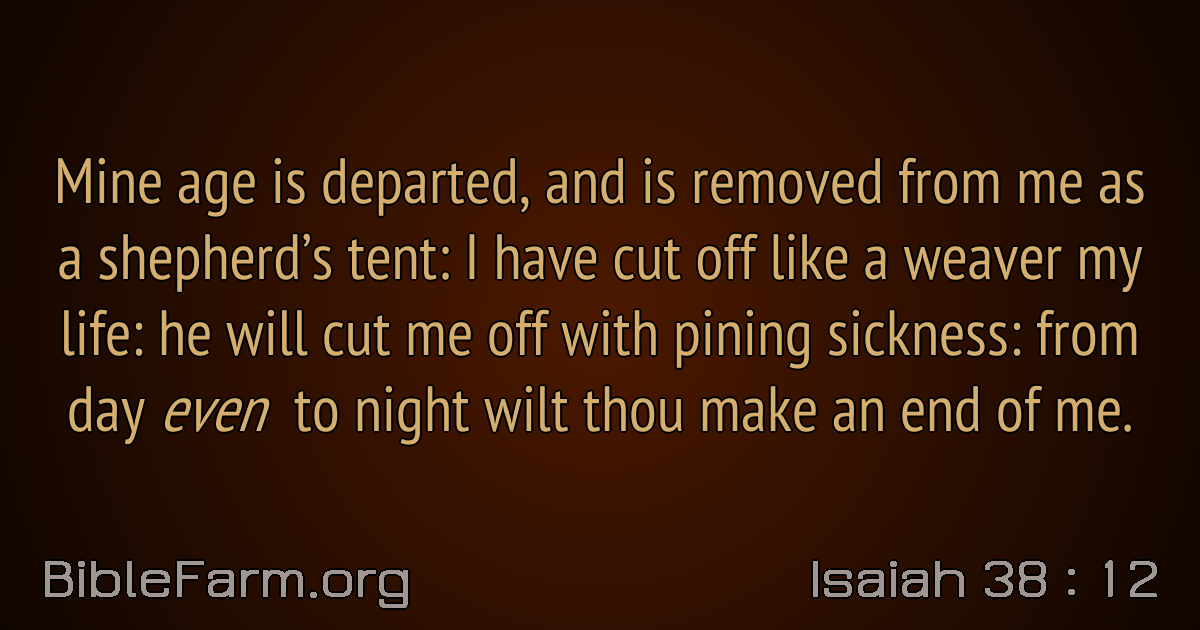 Mine age is departed, and is removed from me as
a shepherd’s tent: I have cut off like a weaver my
life: he will cut me off with pining sickness: from
day even to night wilt thou make an end of me.
BibleFarm.org
Isaiah 38 : 12